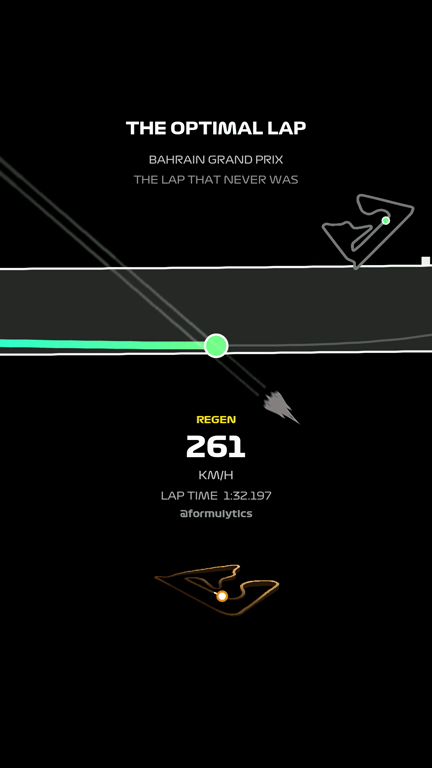 THE OPTIMAL LAP
BAHRAIN GRAND PRIX
THE LAP THAT NEVER WAS
REGEN
261
KM/H
LAP TIME 1:32.197
@formulytics